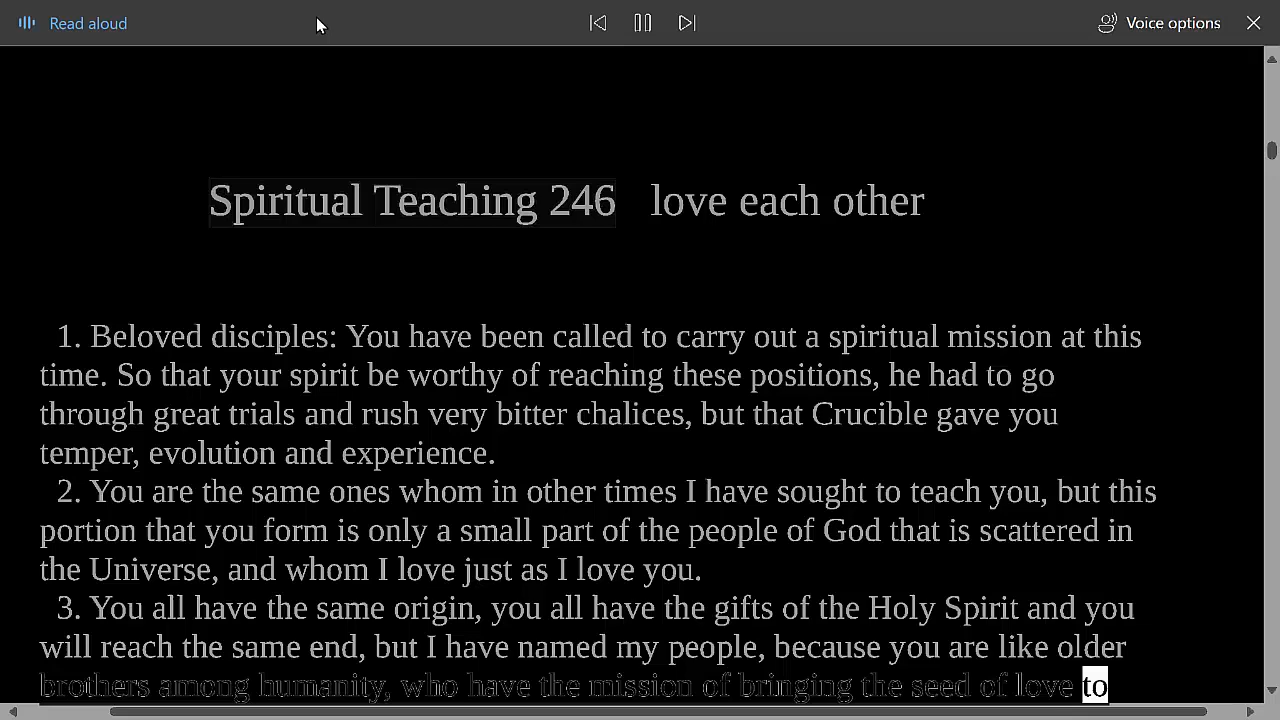 Read aloud
Voice options
Spiritual Teaching 246 love each other
1. Beloved disciples: You have been called to carry out a spiritual mission at this
time. So that your spirit be worthy of reaching these positions, he had to go
through great trials and rush very bitter chalices, but that Crucible gave you
temper, evolution and experience.
2. You are the same ones whom in other times I have sought to teach you, but this
portion that you form is only a small part of the people of God that is scattered in
the Universe, and whom I love just as I love you.
3. You all have the same origin, you all have the gifts of the Holy Spirit and you
will reach the same end, but I have named my people, because you are like older
brothers among humanity, who have the mission of bringing the seed of love to